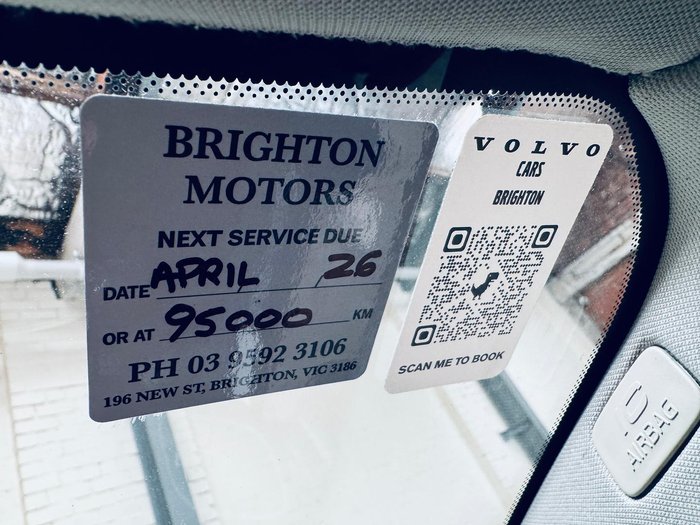 BRIGHTON
MOTORS
NEXT SERVICE DUE
DATE APRIL /26
OR AT 95000 KM
PH 03 9592 3106
196 NEW ST, BRIGHTON, VIC 3186
VOLVO
CARS
BRIGHTON
SCAN ME TO BOOK
AIRBAG